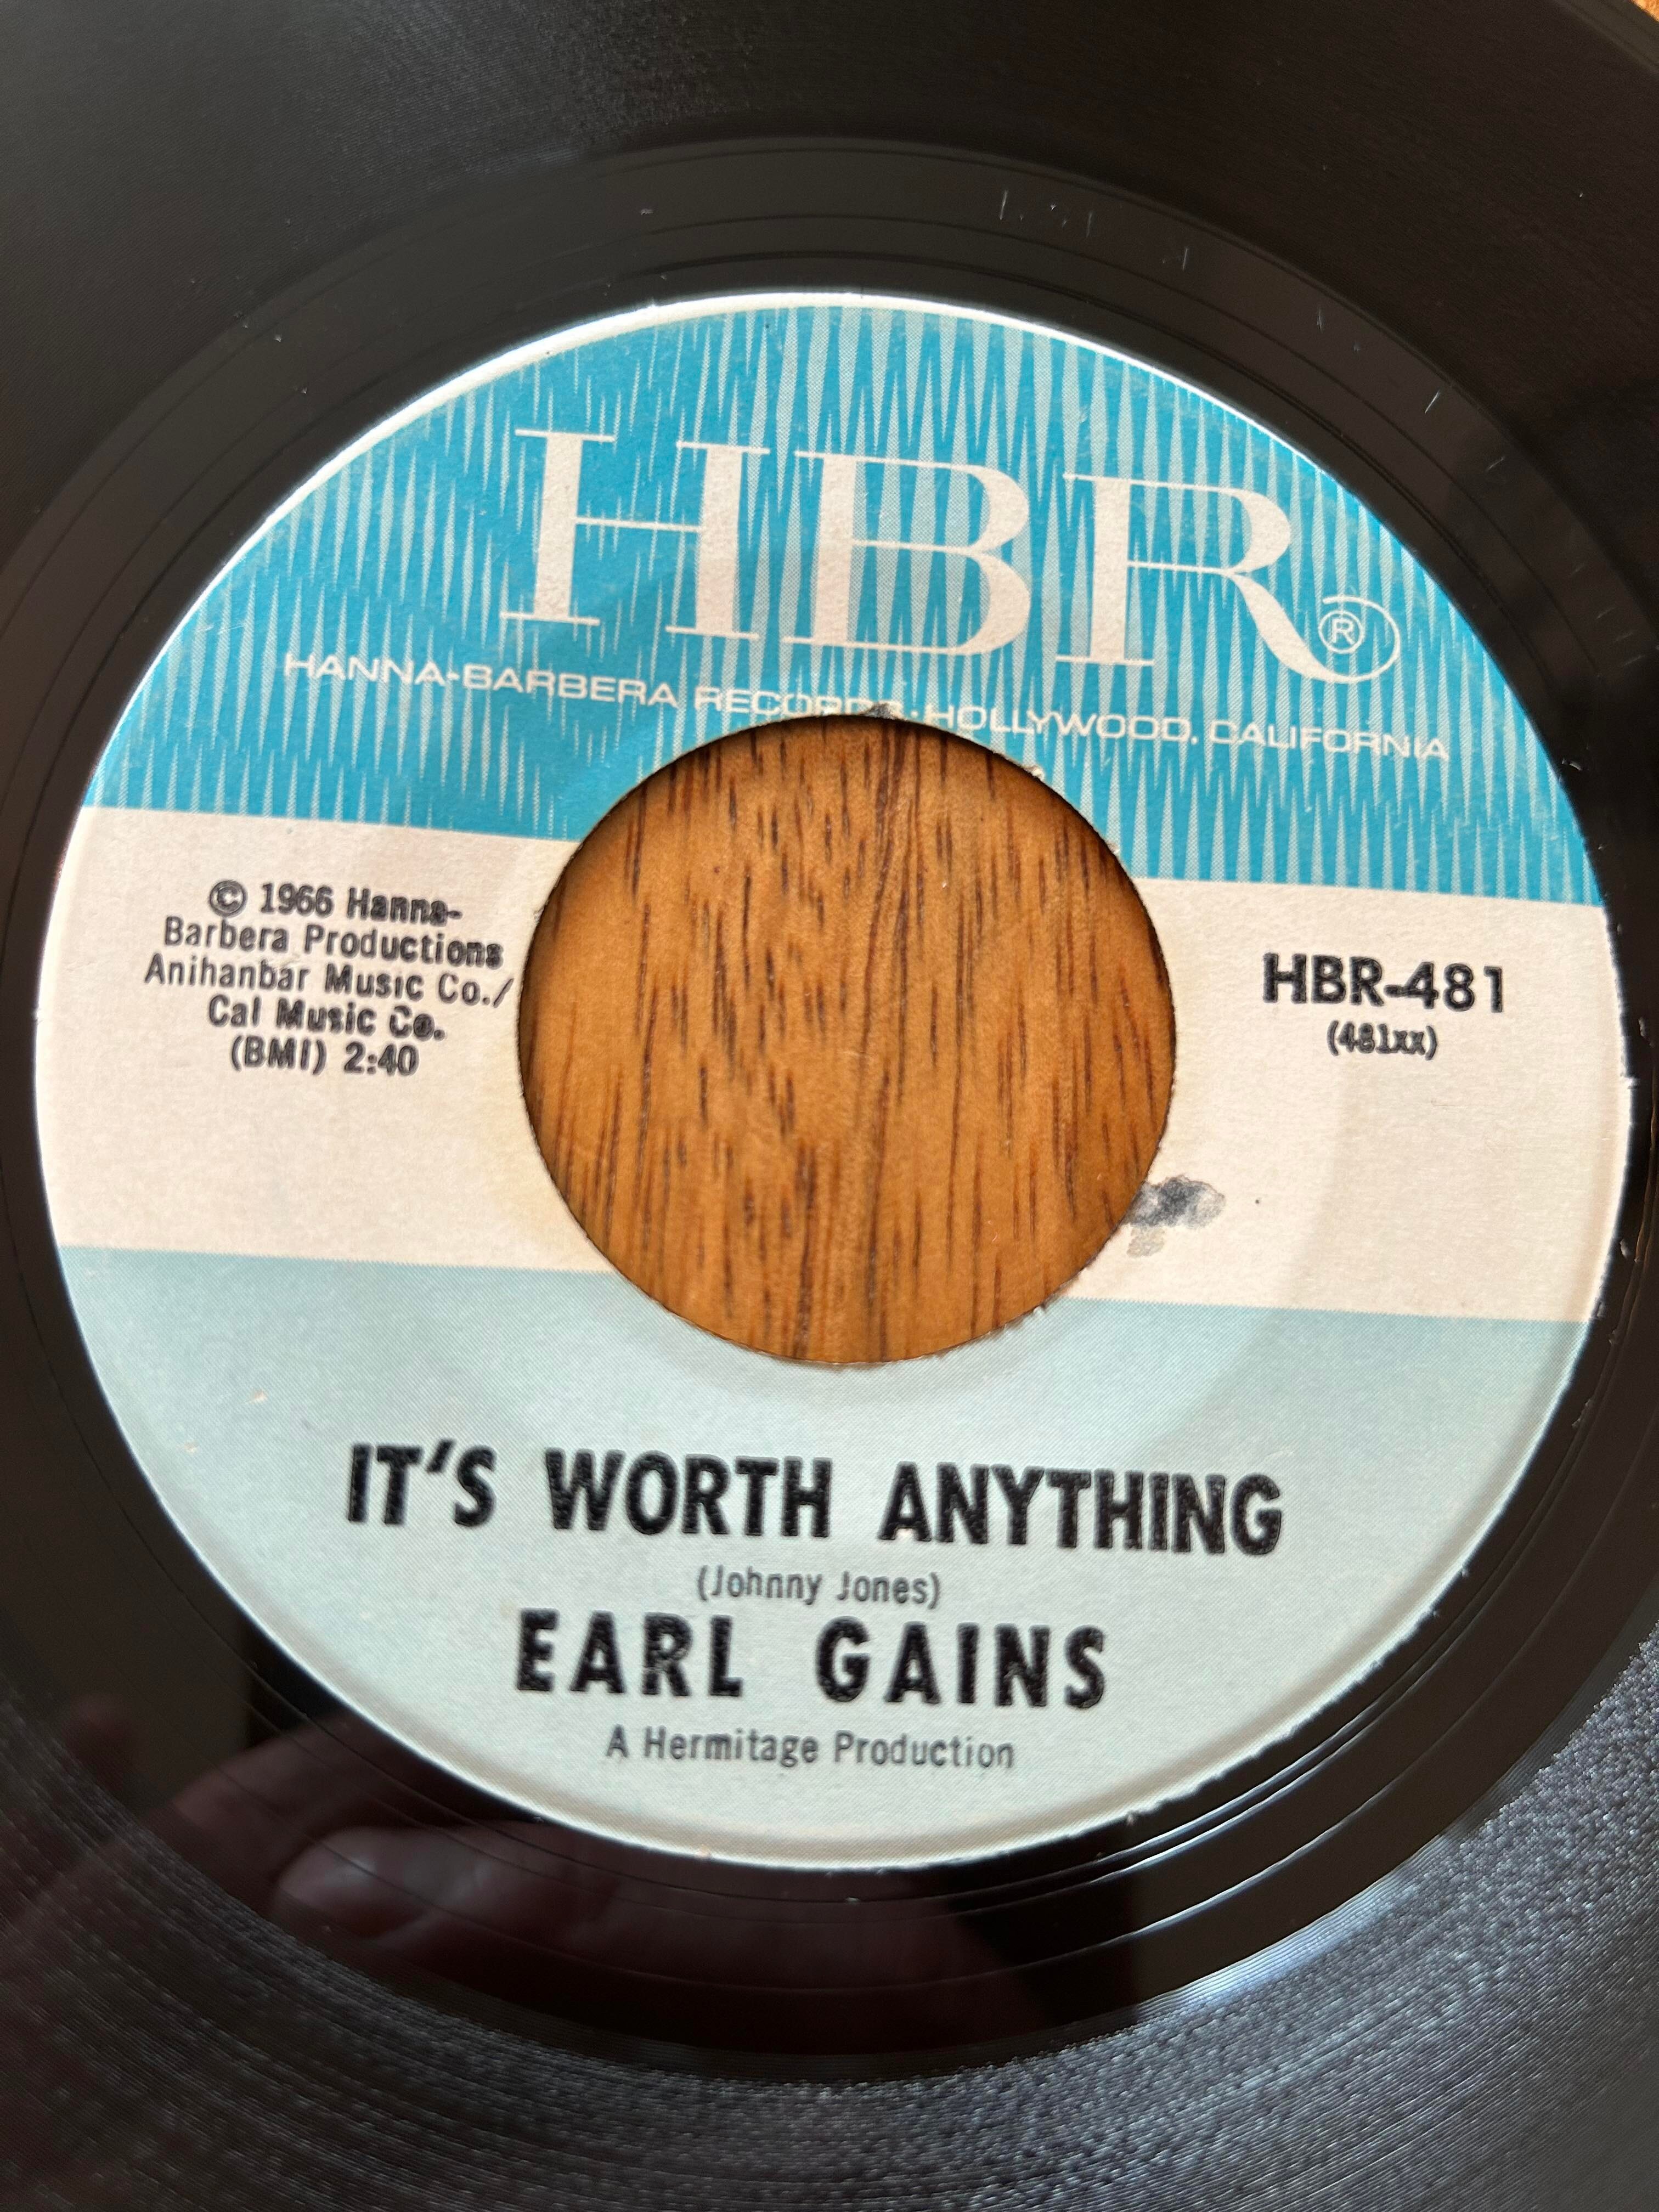 HBR®
HANNA-BARBERA RECORDS • HOLLYWOOD, CALIFORNIA
© 1966 Hanna-
Barbera Productions
Anihanbar Music Co./
Cal Music Co.
(BMI) 2:40
HBR-481
(481xx)
IT'S WORTH ANYTHING
(Johnny Jones)
EARL GAINS
A Hermitage Production